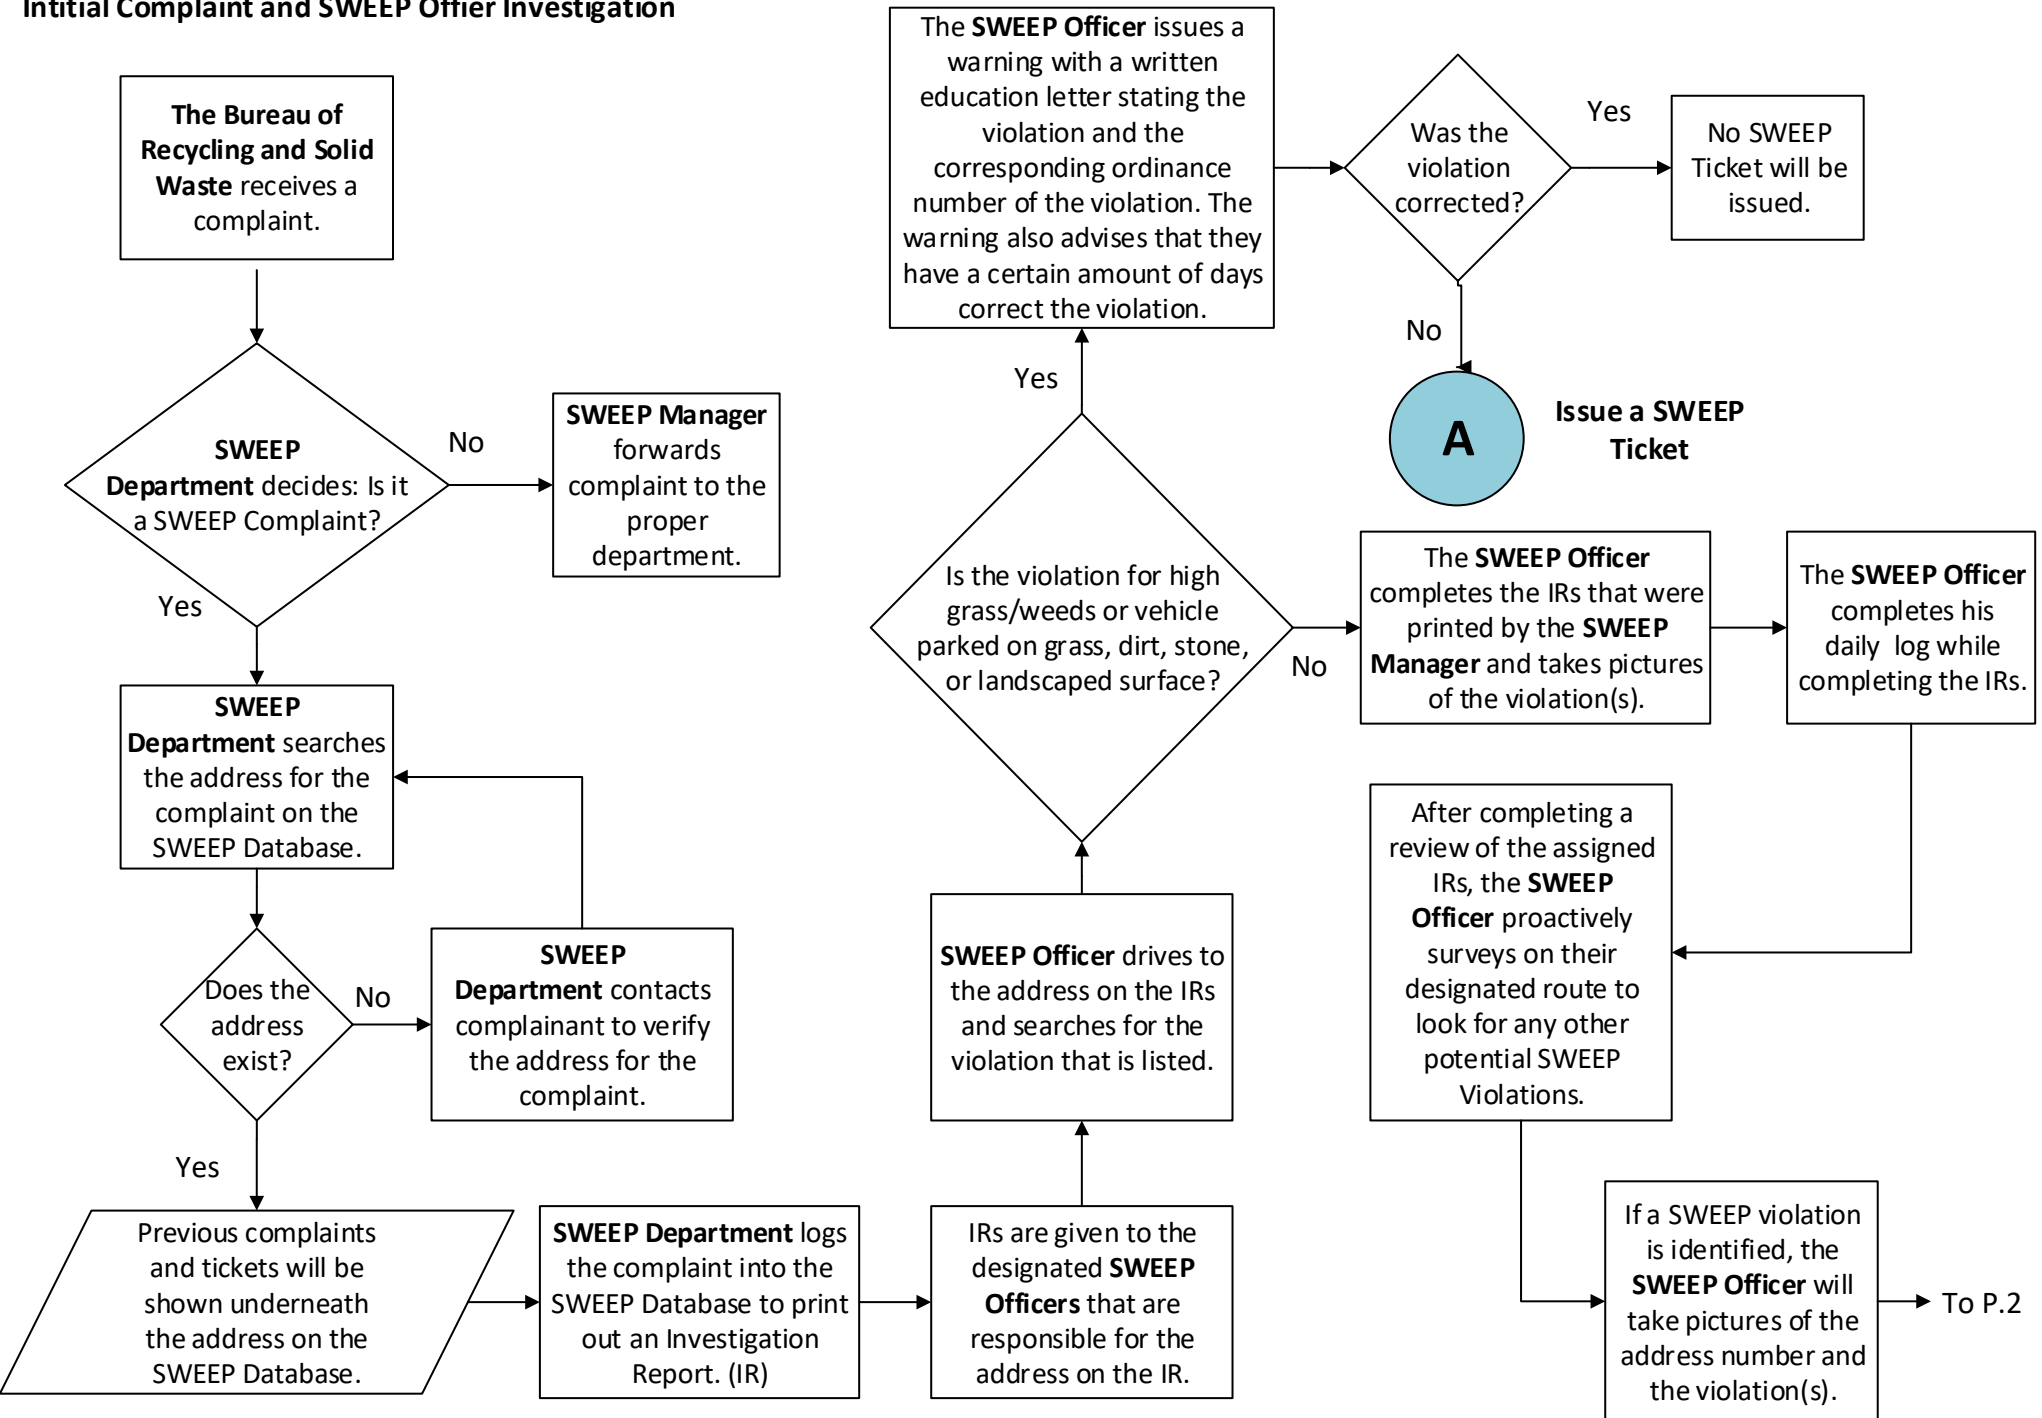 Intitial Complaint and SWEEP Offier Investigation
The Bureau of
Recycling and Solid
Waste receives a
complaint.
SWEEP
Department decides: Is it
a SWEEP Complaint?
No
SWEEP Manager
forwards
complaint to the
proper
department.
Yes
SWEEP
Department searches
the address for the
complaint on the
SWEEP Database.
Does the
address
exist?
No
SWEEP
Department contacts
complainant to verify
the address for the
complaint.
Yes
Previous complaints
and tickets will be
shown underneath
the address on the
SWEEP Database.
SWEEP Department logs
the complaint into the
SWEEP Database to print
out an Investigation
Report. (IR)
IRs are given to the
designated SWEEP
Officers that are
responsible for the
address on the IR.
SWEEP Officer drives to
the address on the IRs
and searches for the
violation that is listed.
Is the violation for high
grass/weeds or vehicle
parked on grass, dirt, stone,
or landscaped surface?
Yes
The SWEEP Officer issues a
warning with a written
education letter stating the
violation and the
corresponding ordinance
number of the violation. The
warning also advises that they
have a certain amount of days
correct the violation.
Was the
violation
corrected?
Yes
No SWEEP
Ticket will be
issued.
No
A
Issue a SWEEP
Ticket
No
The SWEEP Officer
completes the IRs that were
printed by the SWEEP
Manager and takes pictures
of the violation(s).
The SWEEP Officer
completes his
daily log while
completing the IRs.
After completing a
review of the assigned
IRs, the SWEEP
Officer proactively
surveys on their
designated route to
look for any other
potential SWEEP
Violations.
If a SWEEP violation
is identified, the
SWEEP Officer will
take pictures of the
address number and
the violation(s).
To P.2